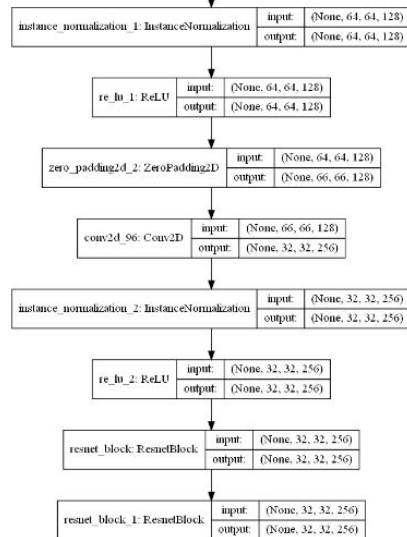 instance_normalization_1: InstanceNormalization
input: (None, 64, 64, 128)
output: (None, 64, 64, 128)
re_lu_1: ReLU
input: (None, 64, 64, 128)
output: (None, 64, 64, 128)
zero_padding2d_2: ZeroPadding2D
input: (None, 64, 64, 128)
output: (None, 66, 66, 128)
conv2d_96: Conv2D
input: (None, 66, 66, 128)
output: (None, 32, 32, 256)
instance_normalization_2: InstanceNormalization
input: (None, 32, 32, 256)
output: (None, 32, 32, 256)
re_lu_2: ReLU
input: (None, 32, 32, 256)
output: (None, 32, 32, 256)
resnet_block: ResnetBlock
input: (None, 32, 32, 256)
output: (None, 32, 32, 256)
resnet_block_1: ResnetBlock
input: (None, 32, 32, 256)
output: (None, 32, 32, 256)